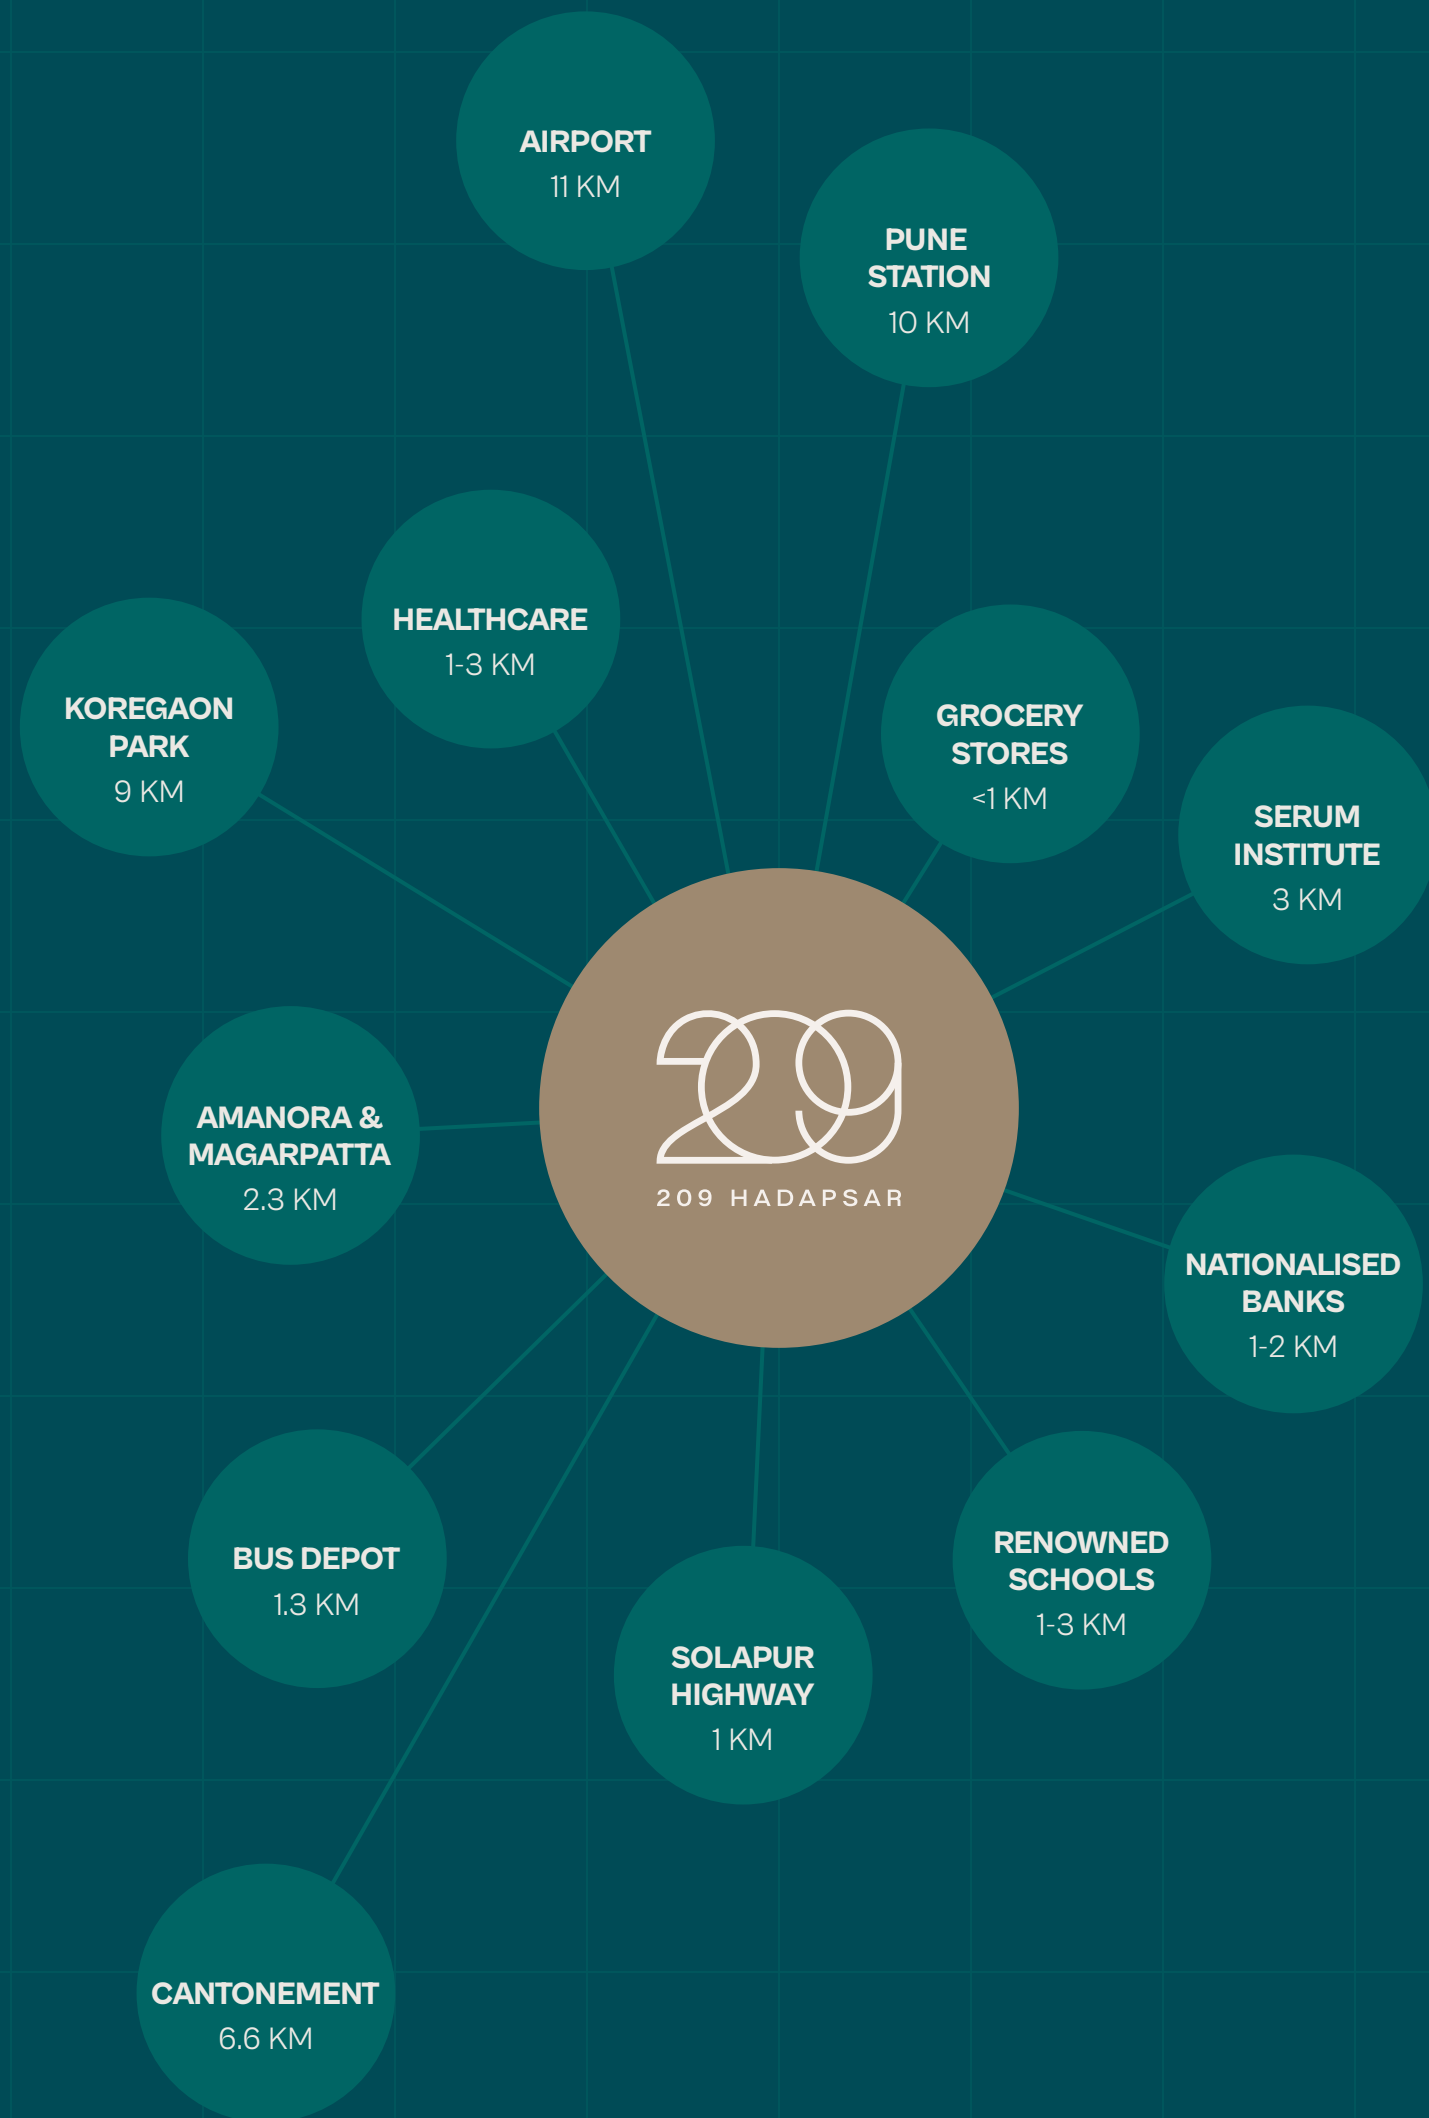 AIRPORT
11 KM
PUNE
STATION
10 KM
HEALTHCARE
1-3 KM
KOREGAON
PARK
9 KM
GROCERY
STORES
<1 KM
SERUM
INSTITUTE
3 KM
209
209 HADAPSAR
AMANORA &
MAGARPATTA
2.3 KM
NATIONALISED
BANKS
1-2 KM
BUS DEPOT
1.3 KM
RENOWNED
SCHOOLS
1-3 KM
SOLAPUR
HIGHWAY
1 KM
CANTONEMENT
6.6 KM